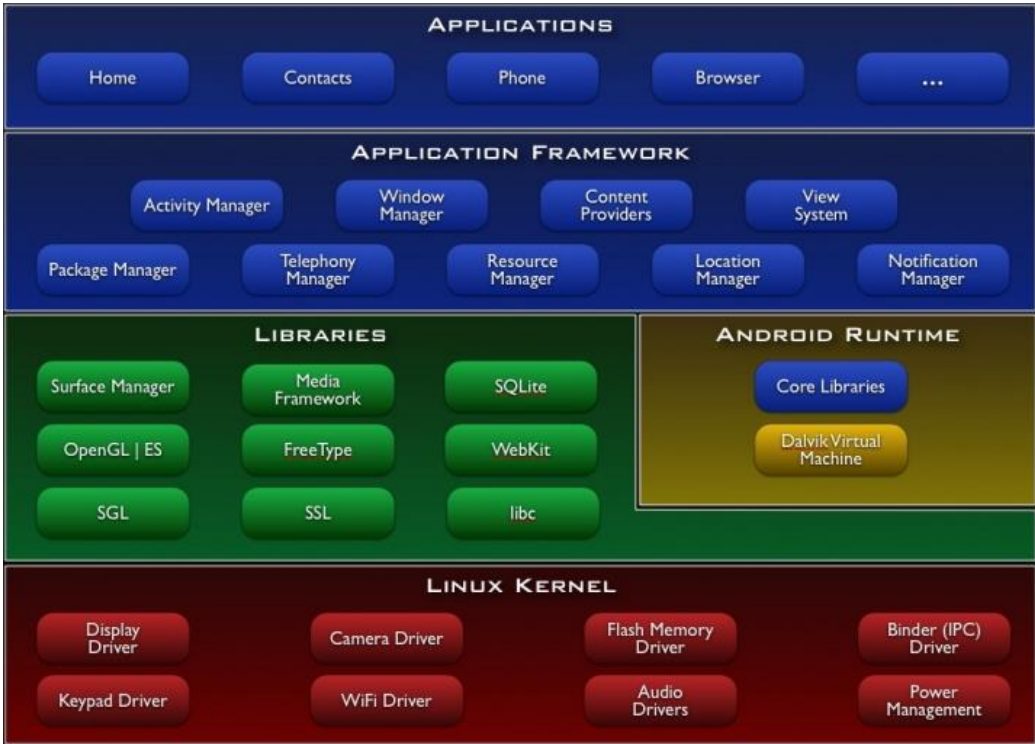 APPLICATIONS
Home
Contacts
Phone
Browser
...
APPLICATION FRAMEWORK
Activity Manager
Window
Manager
Content
Providers
View
System
Package Manager
Telephony
Manager
Resource
Manager
Location
Manager
Notification
Manager
LIBRARIES
Surface Manager
Media
Framework
SQLite
OpenGL | ES
FreeType
WebKit
SGL
SSL
libc
ANDROID RUNTIME
Core Libraries
Dalvik Virtual
Machine
LINUX KERNEL
Display
Driver
Camera Driver
Flash Memory
Driver
Binder (IPC)
Driver
Keypad Driver
WiFi Driver
Audio
Drivers
Power
Management